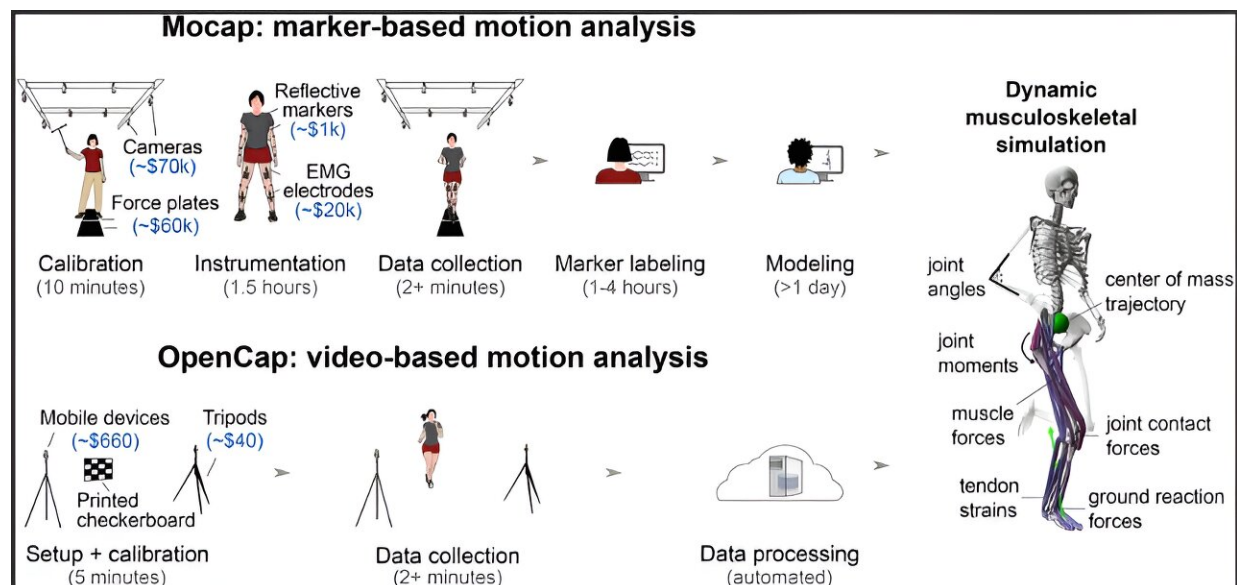 Mocap: marker-based motion analysis
Cameras
(~$70k)
Force plates
(~$60k)
Calibration
(10 minutes)
Reflective
markers
(~$1k)
EMG
electrodes
(~$20k)
Instrumentation
(1.5 hours)
Data collection
(2+ minutes)
Marker labeling
(1-4 hours)
Modeling
(>1 day)
OpenCap: video-based motion analysis
Mobile devices
(~$660)
Tripods
(~$40)
Printed
checkerboard
Setup + calibration
(5 minutes)
Data collection
(2+ minutes)
Data processing
(automated)
Dynamic
musculoskeletal
simulation
joint
angles
center of mass
trajectory
joint
moments
muscle
forces
joint contact
forces
tendon
strains
ground reaction
forces